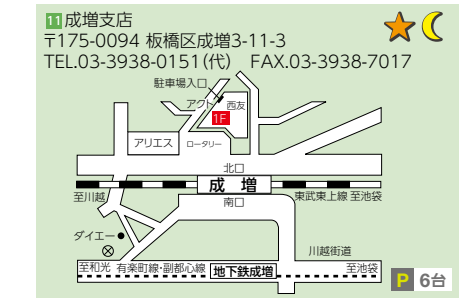 11 成増支店
〒175-0094 板橋区成増3-11-3
TEL.03-3938-0151(代) FAX.03-3938-7017
駐車場入口
アクト 西友
1F
アリエス ロータリー
北口
成増
至川越 南口 東武東上線 至池袋
ダイエー
川越街道
至和光 有楽町線・副都心線 地下鉄成増 至池袋
P 6台